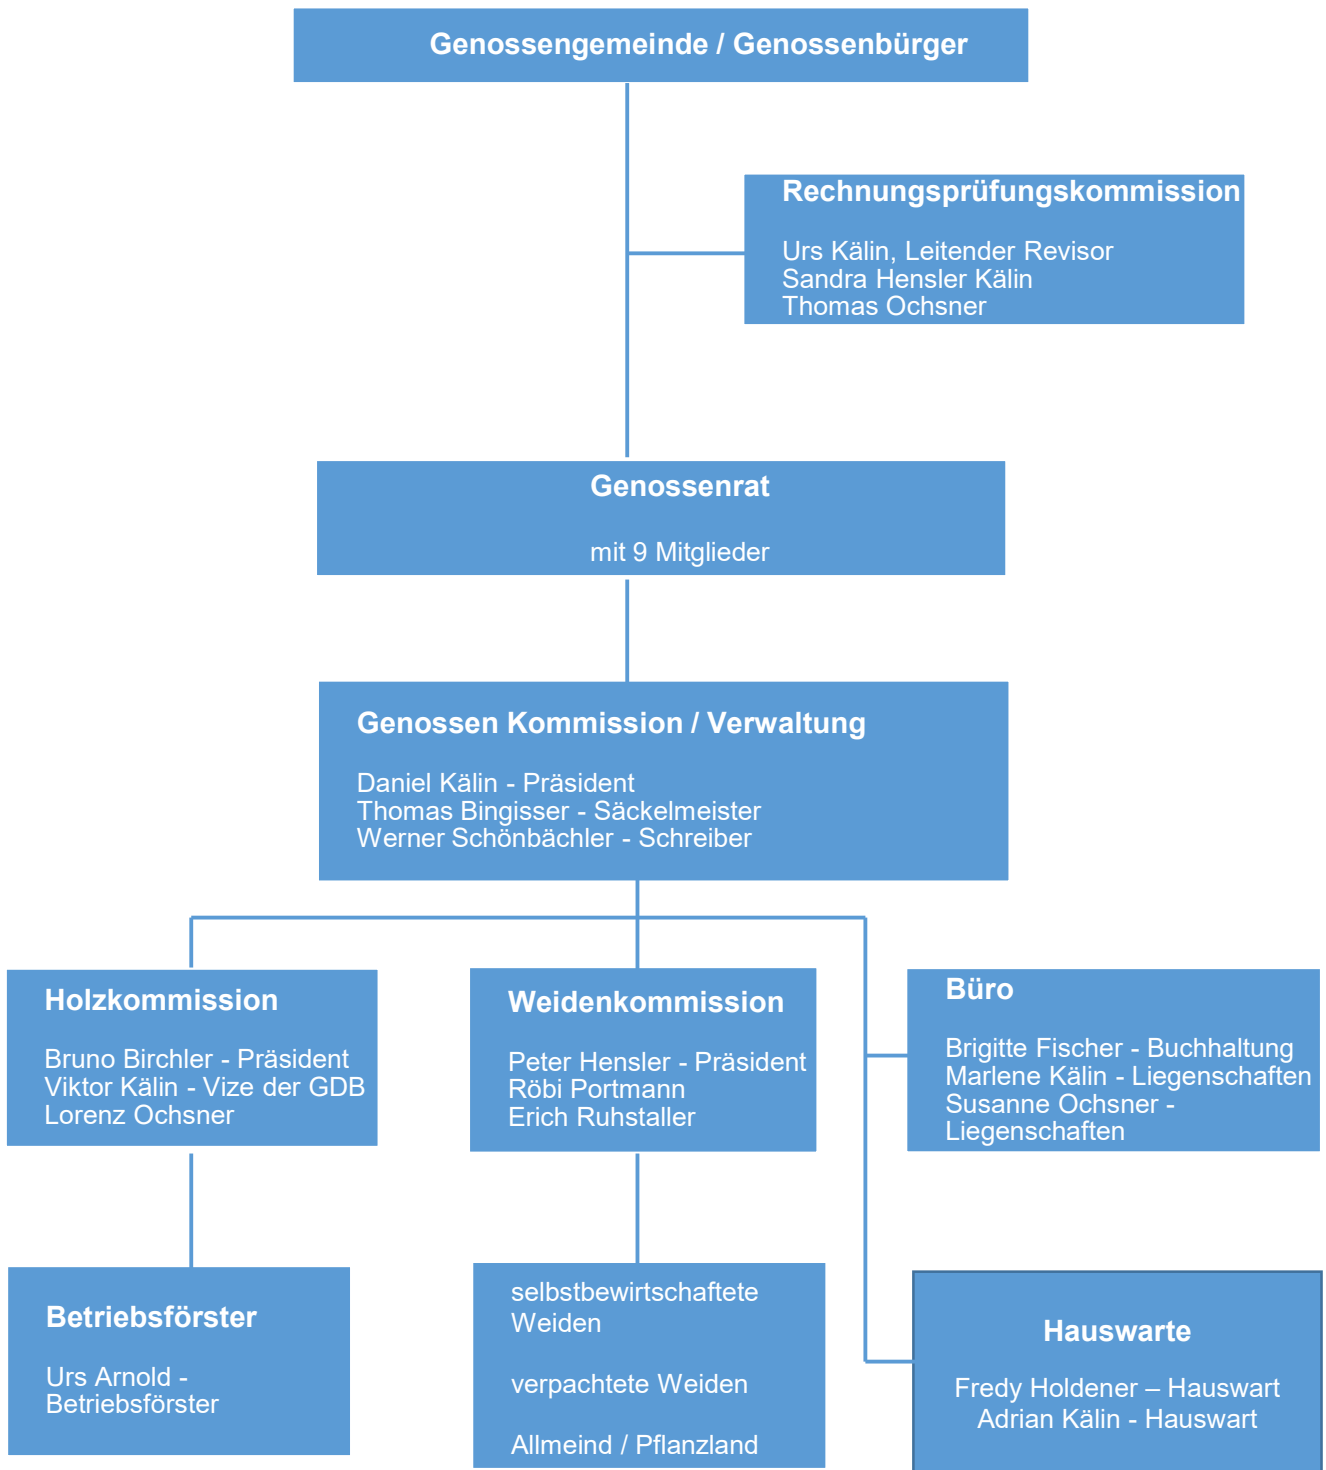 Genossengemeinde / Genossenbürger
Rechnungsprüfungskommission
Urs Kälin, Leitender Revisor
Sandra Hensler Kälin
Thomas Ochsner
Genossenrat
mit 9 Mitglieder
Genossen Kommission / Verwaltung
Daniel Kälin - Präsident
Thomas Bingisser - Säckelmeister
Werner Schönbächler - Schreiber
Holzkommission
Bruno Birchler - Präsident
Viktor Kälin - Vize der GDB
Lorenz Ochsner
Weidenkommission
Peter Hensler - Präsident
Röbi Portmann
Erich Ruhstaller
Büro
Brigitte Fischer - Buchhaltung
Marlene Kälin - Liegenschaften
Susanne Ochsner -
Liegenschaften
Betriebsförster
Urs Arnold -
Betriebsförster
selbstbewirtschaftete
Weiden
verpachtete Weiden
Allmeind / Pflanzland
Hauswarte
Fredy Holdener – Hauswart
Adrian Kälin - Hauswart